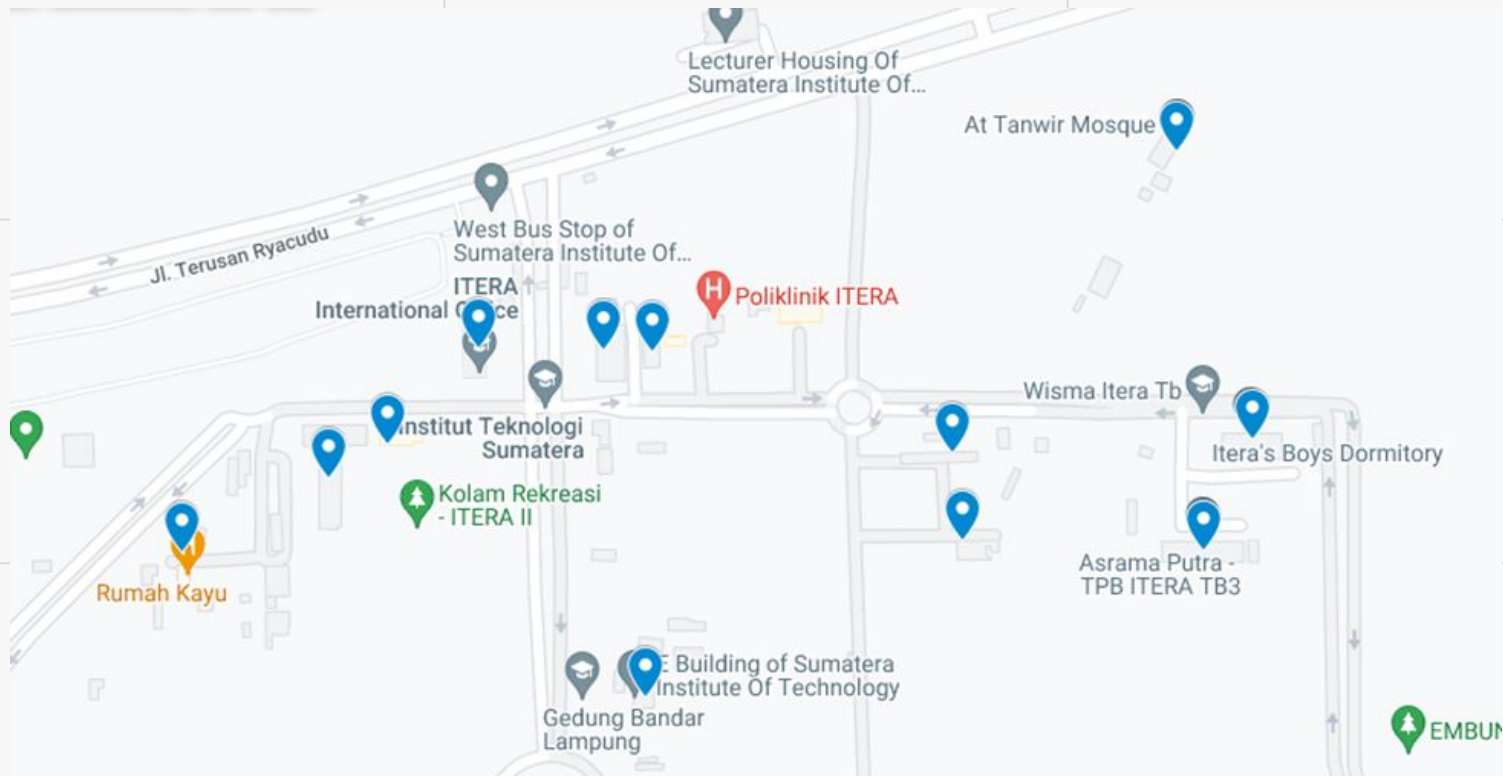 Lecturer Housing Of
Sumatera Institute Of...
At Tanwir Mosque
West Bus Stop of
Sumatera Institute Of...
Jl. Terusan Ryacudu
ITERA
International
H
Poliklinik ITERA
Wisma Itera Tb
Institut Teknologi
Sumatera
Itera's Boys Dormitory
Kolam Rekreasi
- ITERA II
Rumah Kayu
Asrama Putra -
TPB ITERA TB3
E Building of Sumatera
Institute Of Technology
Gedung Bandar
Lampung
EMBUN